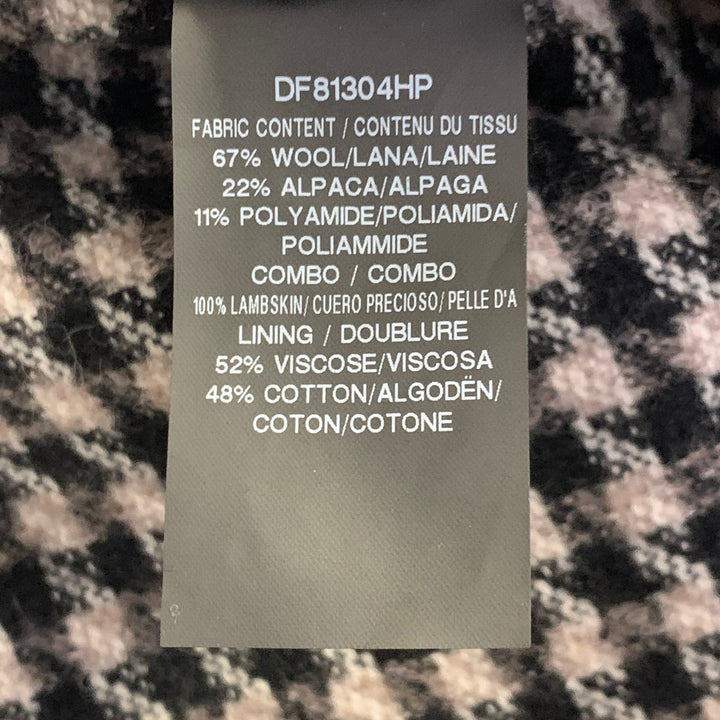 DF81304HP
FABRIC CONTENT / CONTENU DU TISSU
67% WOOL/LANA/LAINE
22% ALPACA/ALPAGA
11% POLYAMIDE/POLIAMIDA/
POLIAMMIDE
COMBO / COMBO
100% LAMBSKIN/ CUERO PRECIOSO/ PELLE D'A
LINING / DOUBLURE
52% VISCOSE/VISCOSA
48% COTTON/ALGODËN/
COTON/COTONE